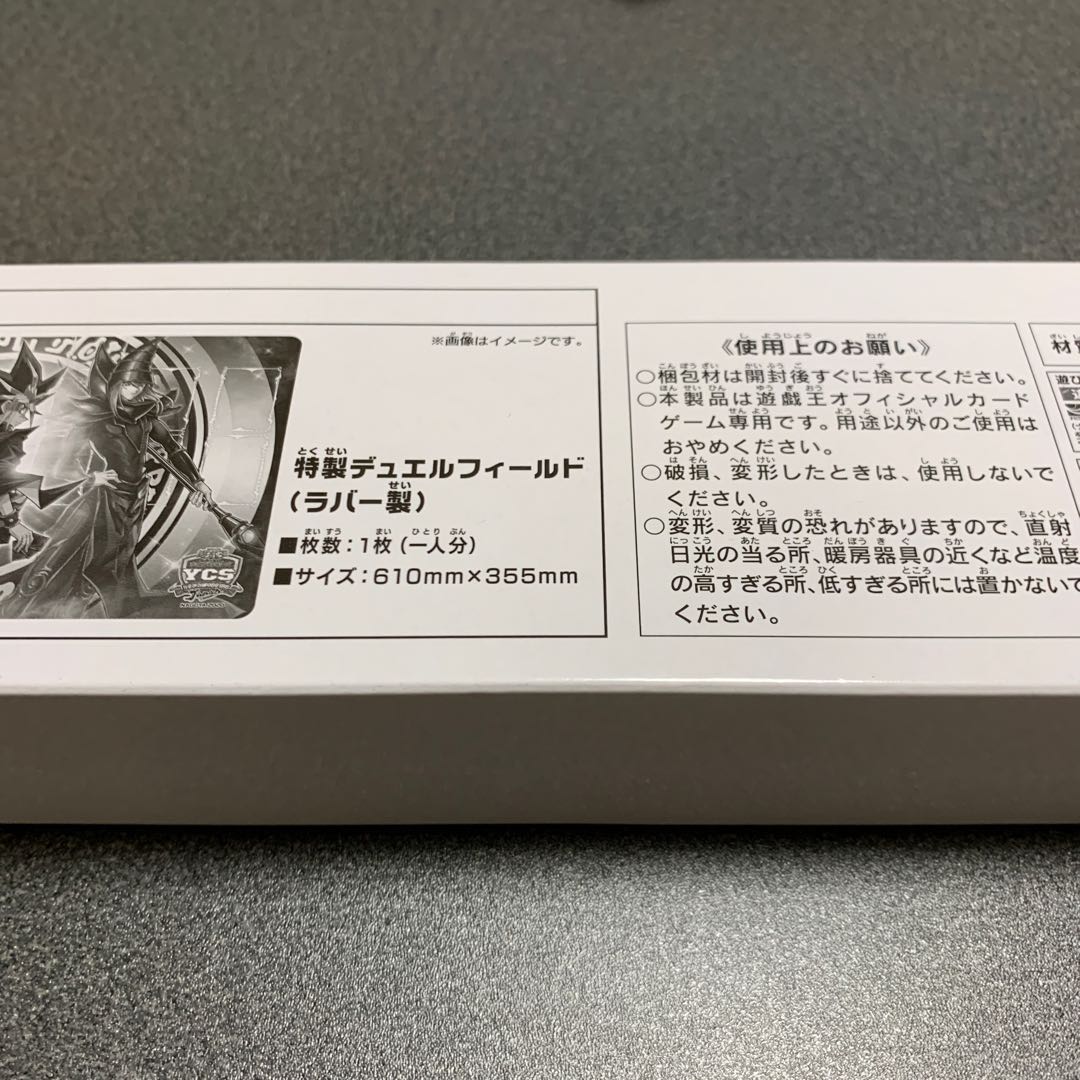 ※画像はイメージです。
特製デュエルフィールド
(ラバー製)
■枚数:1枚(一人分)
■サイズ:610mm×355mm
YCS
《使用上のお願い》
○梱包材は開封後すぐに捨ててください。
○本製品は遊戯王オフィシャルカード
ゲーム専用です。用途以外のご使用は
おやめください。
○破損、変形したときは、使用しないで
ください。
○変形、変質の恐れがありますので、直射
日光の当る所、暖房器具の近くなど温度
の高すぎる所、低すぎる所には置かないで
ください。
材質
遊び